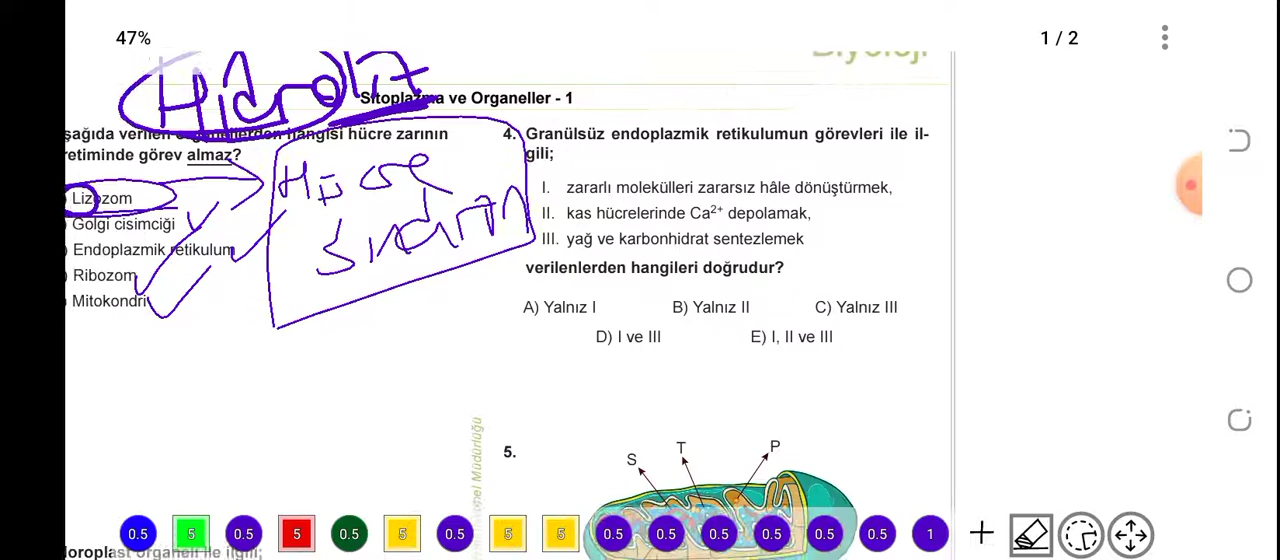 47%
1 / 2
Biyoloji
Hidroliz
Sitoplazma ve Organeller - 1
şağıda verilen organellerden hangisi hücre zarının
retiminde görev almaz?
) Lizozom
) Golgi cisimciği
) Endoplazmik retikulum
) Ribozom
) Mitokondri
Hücre
4. Granülsüz endoplazmik retikulumun görevleri ile il-
gili;
I. zararlı molekülleri zararsız hâle dönüştürmek,
II. kas hücrelerinde Ca²⁺ depolamak,
III. yağ ve karbonhidrat sentezlemek
verilenlerden hangileri doğrudur?
A) Yalnız I B) Yalnız II C) Yalnız III
D) I ve III E) I, II ve III
5.
S T P
loroplast organeli ile ilgili;
0.5 5 0.5 5 0.5 5 0.5 5 5 0.5 0.5 0.5 0.5 0.5 0.5 1